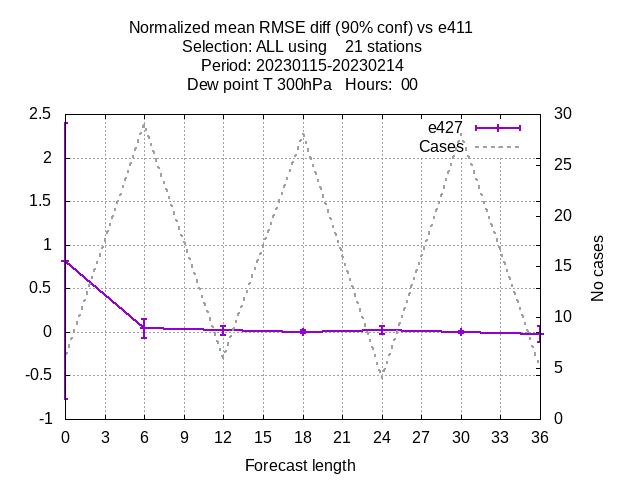 Normalized mean RMSE diff (90% conf) vs e411
Selection: ALL using    21 stations
Period: 20230115-20230214
Dew point T 300hPa   Hours:  00
e427
Cases
2.5
2
1.5
1
0.5
0
-0.5
-1
30
25
20
15
10
5
0
No cases
0 3 6 9 12 15 18 21 24 27 30 33 36
Forecast length